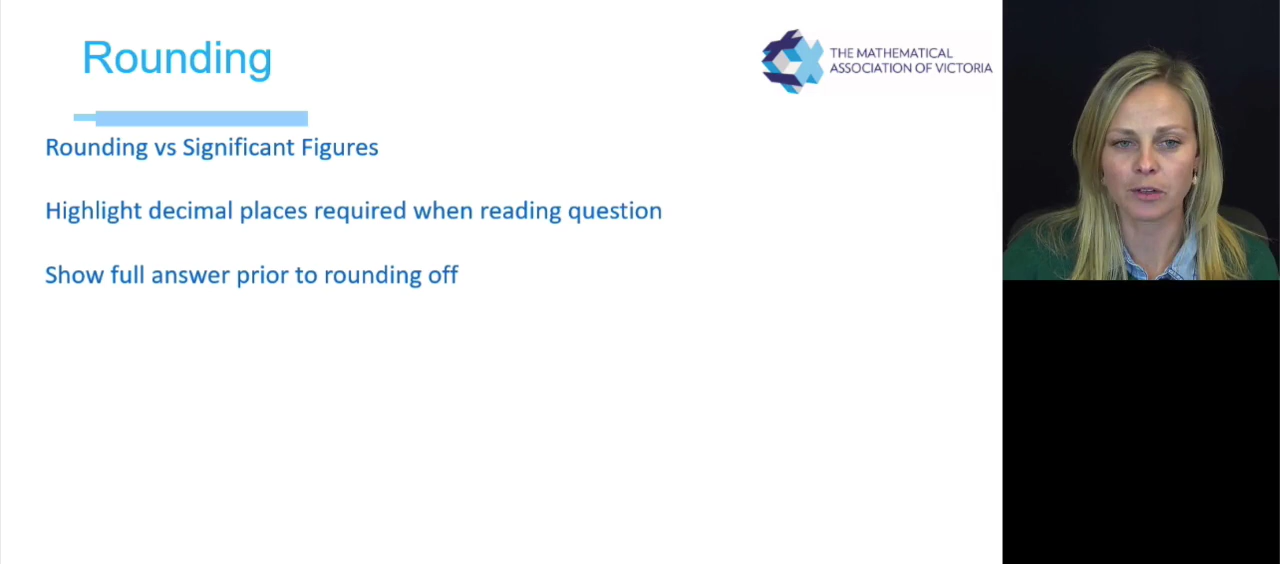 Rounding
THE MATHEMATICAL
ASSOCIATION OF VICTORIA
Rounding vs Significant Figures
Highlight decimal places required when reading question
Show full answer prior to rounding off